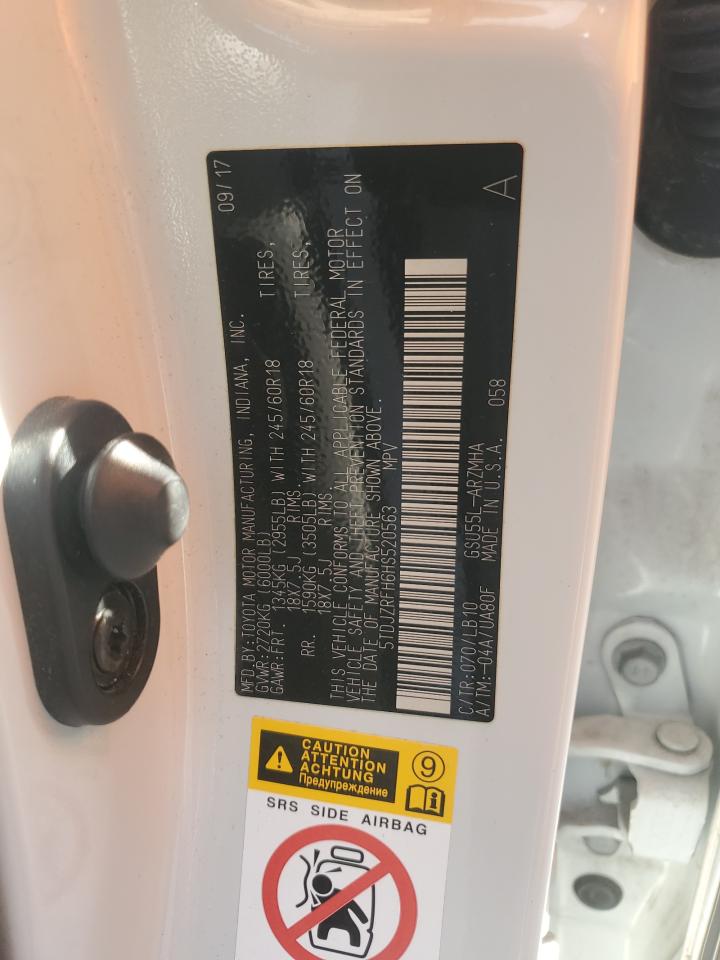 MFD.BY:TOYOTA MOTOR MANUFACTURING, INDIANA, INC. 09/17
GVWR:2720KG(6000LB)
GAWR:FRT. 1345KG (2955LB) WITH 245/60R18 TIRES,
18X7.5J RIMS,
RR. 1590KG (3505LB) WITH 245/60R18 TIRES,
18X7.5J RIMS
THIS VEHICLE CONFORMS TO ALL APPLICABLE FEDERAL MOTOR
VEHICLE SAFETY AND THEFT PREVENTION STANDARDS IN EFFECT ON
THE DATE OF MANUFACTURE SHOWN ABOVE.
5TDJZRFH6HS520563 MPV
C/TR:070/LB10 GSU55L-ARZMHA 058
A/TM:-04A/UA80F MADE IN U.S.A. A
CAUTION
ATTENTION
ACHTUNG
Предупреждение
9
i
SRS SIDE AIRBAG